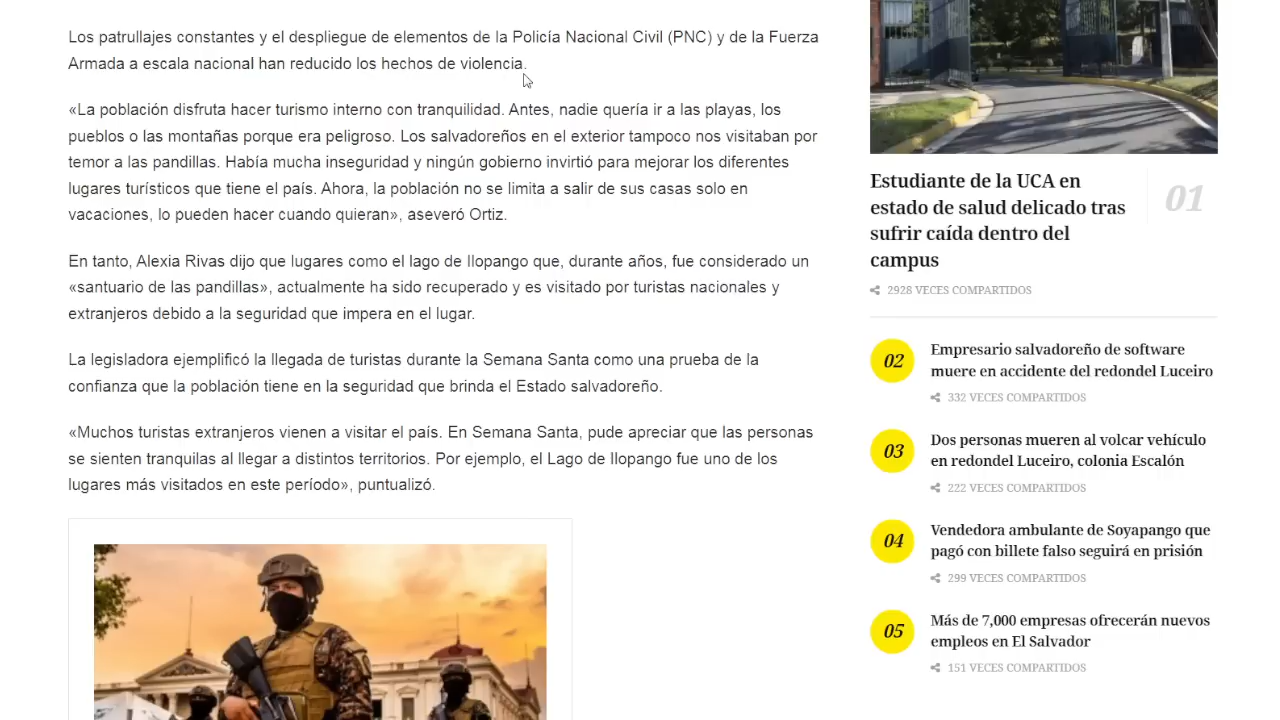 Los patrullajes constantes y el despliegue de elementos de la Policía Nacional Civil (PNC) y de la Fuerza
Armada a escala nacional han reducido los hechos de violencia.
«La población disfruta hacer turismo interno con tranquilidad. Antes, nadie quería ir a las playas, los
pueblos o las montañas porque era peligroso. Los salvadoreños en el exterior tampoco nos visitaban por
temor a las pandillas. Había mucha inseguridad y ningún gobierno invirtió para mejorar los diferentes
lugares turísticos que tiene el país. Ahora, la población no se limita a salir de sus casas solo en
vacaciones, lo pueden hacer cuando quieran», aseveró Ortiz.
En tanto, Alexia Rivas dijo que lugares como el lago de Ilopango que, durante años, fue considerado un
«santuario de las pandillas», actualmente ha sido recuperado y es visitado por turistas nacionales y
extranjeros debido a la seguridad que impera en el lugar.
La legisladora ejemplificó la llegada de turistas durante la Semana Santa como una prueba de la
confianza que la población tiene en la seguridad que brinda el Estado salvadoreño.
«Muchos turistas extranjeros vienen a visitar el país. En Semana Santa, pude apreciar que las personas
se sienten tranquilas al llegar a distintos territorios. Por ejemplo, el Lago de Ilopango fue uno de los
lugares más visitados en este período», puntualizó.
Estudiante de la UCA en
estado de salud delicado tras
sufrir caída dentro del
campus
01
2928 VECES COMPARTIDOS
02
Empresario salvadoreño de software
muere en accidente del redondel Luceiro
332 VECES COMPARTIDOS
03
Dos personas mueren al volcar vehículo
en redondel Luceiro, colonia Escalón
222 VECES COMPARTIDOS
04
Vendedora ambulante de Soyapango que
pagó con billete falso seguirá en prisión
299 VECES COMPARTIDOS
05
Más de 7,000 empresas ofrecerán nuevos
empleos en El Salvador
151 VECES COMPARTIDOS